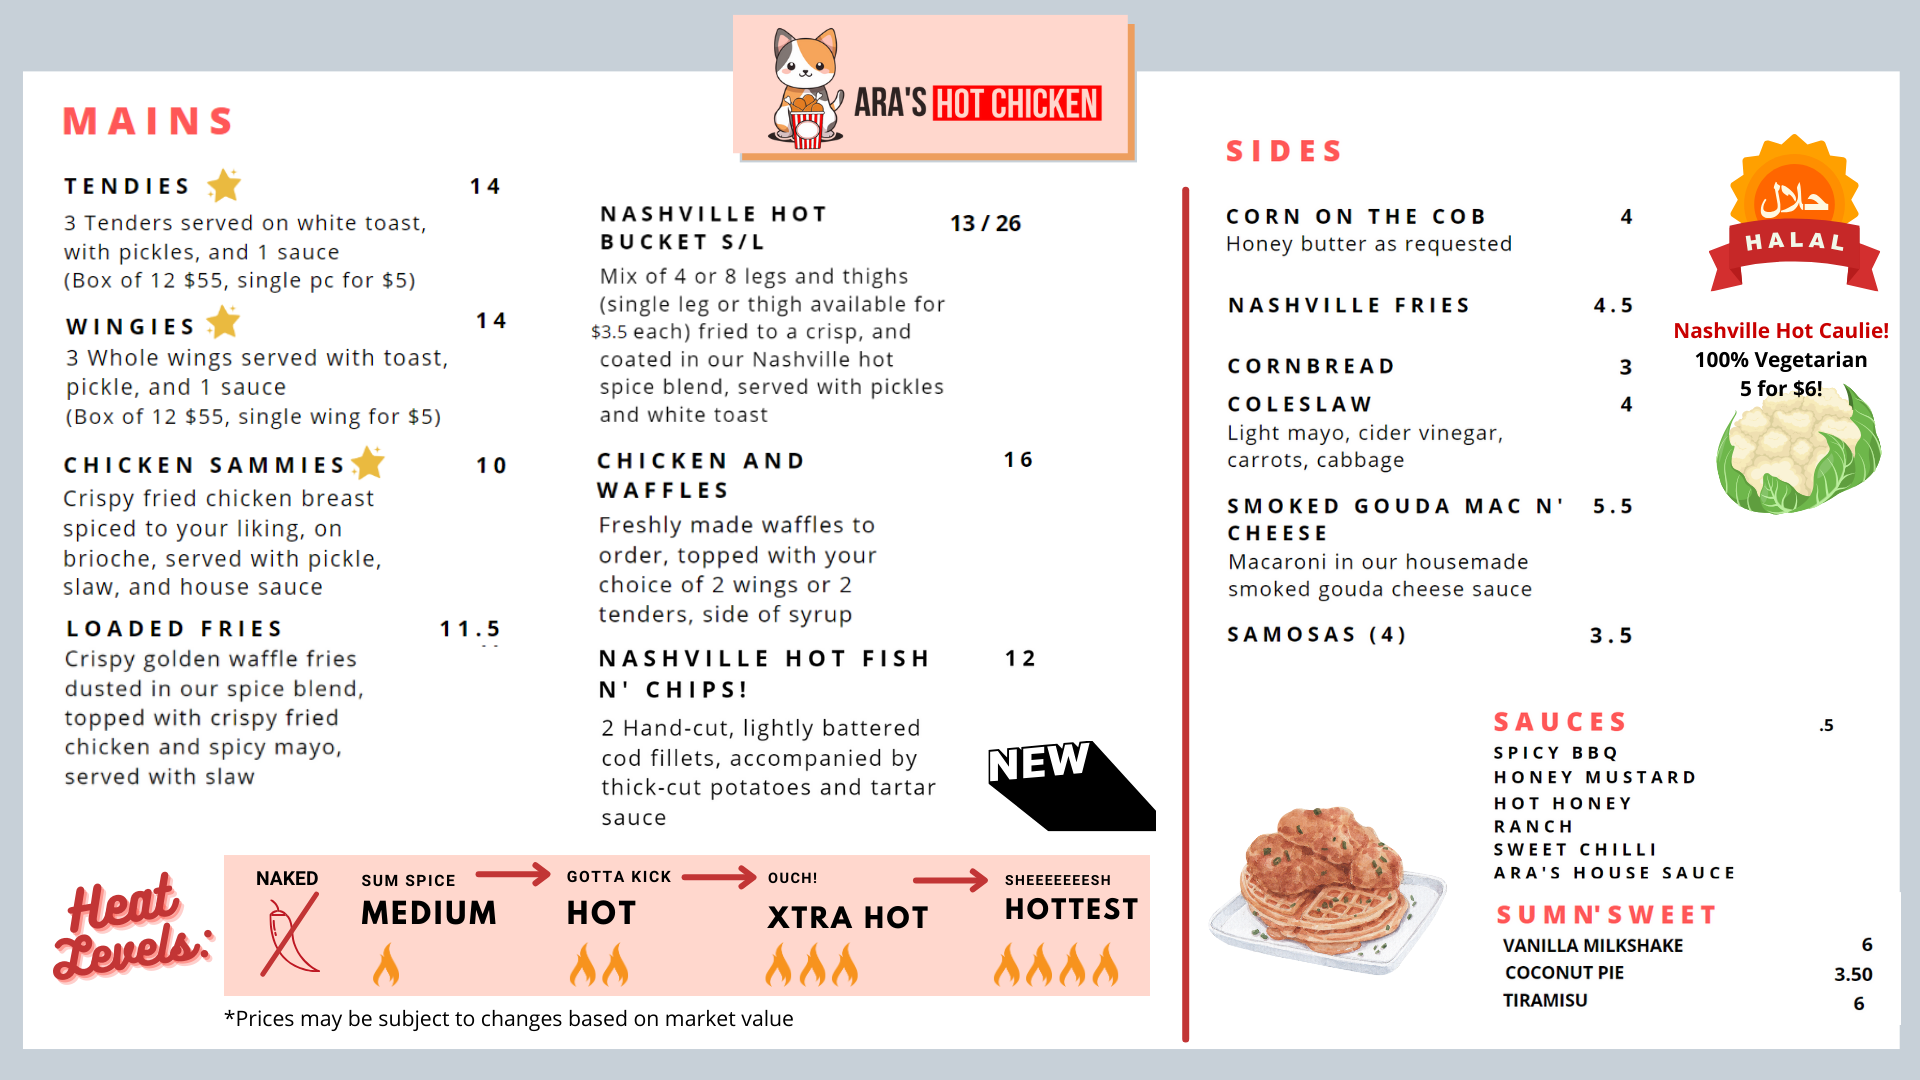 ARA'S HOT CHICKEN
MAINS
TENDIES 14
3 Tenders served on white toast,
with pickles, and 1 sauce
(Box of 12 $55, single pc for $5)
WINGIES 14
3 Whole wings served with toast,
pickle, and 1 sauce
(Box of 12 $55, single wing for $5)
CHICKEN SAMMIES 10
Crispy fried chicken breast
spiced to your liking, on
brioche, served with pickle,
slaw, and house sauce
LOADED FRIES 11.5
Crispy golden waffle fries
dusted in our spice blend,
topped with crispy fried
chicken and spicy mayo,
served with slaw
NASHVILLE HOT
BUCKET S/L 13 / 26
Mix of 4 or 8 legs and thighs
(single leg or thigh available for
$3.5 each) fried to a crisp, and
coated in our Nashville hot
spice blend, served with pickles
and white toast
CHICKEN AND 16
WAFFLES
Freshly made waffles to
order, topped with your
choice of 2 wings or 2
tenders, side of syrup
NASHVILLE HOT FISH 12
N' CHIPS!
2 Hand-cut, lightly battered
cod fillets, accompanied by
thick-cut potatoes and tartar
sauce
NEW
Heat
Levels:
NAKED
SUM SPICE
MEDIUM
GOTTA KICK
HOT
OUCH!
XTRA HOT
SHEEEEEEESH
HOTTEST
*Prices may be subject to changes based on market value
SIDES
CORN ON THE COB 4
Honey butter as requested
NASHVILLE FRIES 4.5
CORNBREAD 3
COLESLAW 4
Light mayo, cider vinegar,
carrots, cabbage
SMOKED GOUDA MAC N' 5.5
CHEESE
Macaroni in our housemade
smoked gouda cheese sauce
SAMOSAS (4) 3.5
حلال
HALAL
Nashville Hot Caulie!
100% Vegetarian
5 for $6!
SAUCES .5
SPICY BBQ
HONEY MUSTARD
HOT HONEY
RANCH
SWEET CHILLI
ARA'S HOUSE SAUCE
SUMN'SWEET
VANILLA MILKSHAKE 6
COCONUT PIE 3.50
TIRAMISU 6